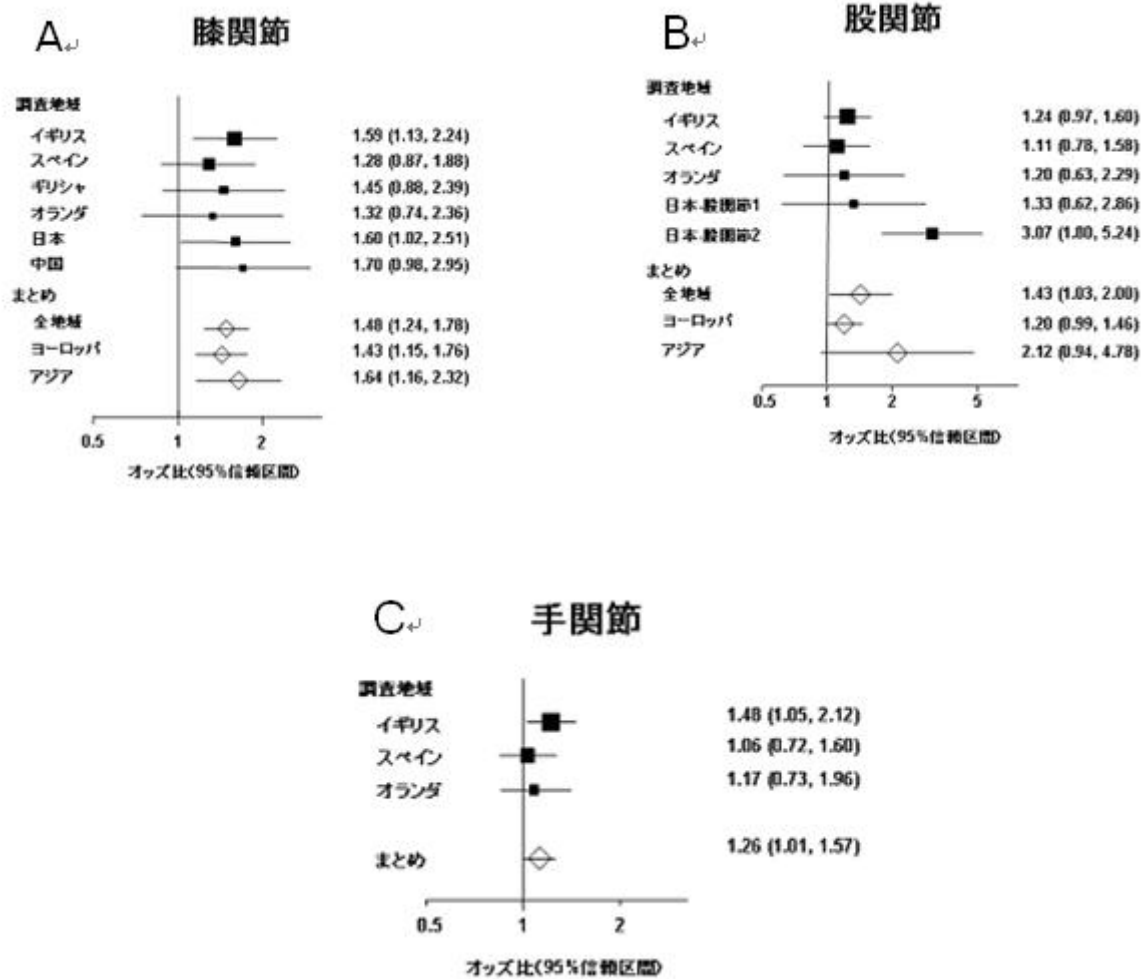 A↵
膝関節
調査地域
イギリス 1.59 (1.13, 2.24)
スペイン 1.28 (0.87, 1.88)
ギリシャ 1.45 (0.88, 2.39)
オランダ 1.32 (0.74, 2.36)
日本 1.60 (1.02, 2.51)
中国 1.70 (0.98, 2.95)
まとめ
全地域 1.48 (1.24, 1.78)
ヨーロッパ 1.43 (1.15, 1.76)
アジア 1.64 (1.16, 2.32)
0.5 1 2
オッズ比(95%信頼区間)
B↵
股関節
調査地域
イギリス 1.24 (0.97, 1.60)
スペイン 1.11 (0.78, 1.58)
オランダ 1.20 (0.63, 2.29)
日本-股関節1 1.33 (0.62, 2.86)
日本-股関節2 3.07 (1.80, 5.24)
まとめ
全地域 1.43 (1.03, 2.00)
ヨーロッパ 1.20 (0.99, 1.46)
アジア 2.12 (0.94, 4.78)
0.5 1 2 5
オッズ比(95%信頼区間)
C↵
手関節
調査地域
イギリス 1.48 (1.05, 2.12)
スペイン 1.06 (0.72, 1.60)
オランダ 1.17 (0.73, 1.96)
まとめ 1.26 (1.01, 1.57)
0.5 1 2
オッズ比(95%信頼区間)